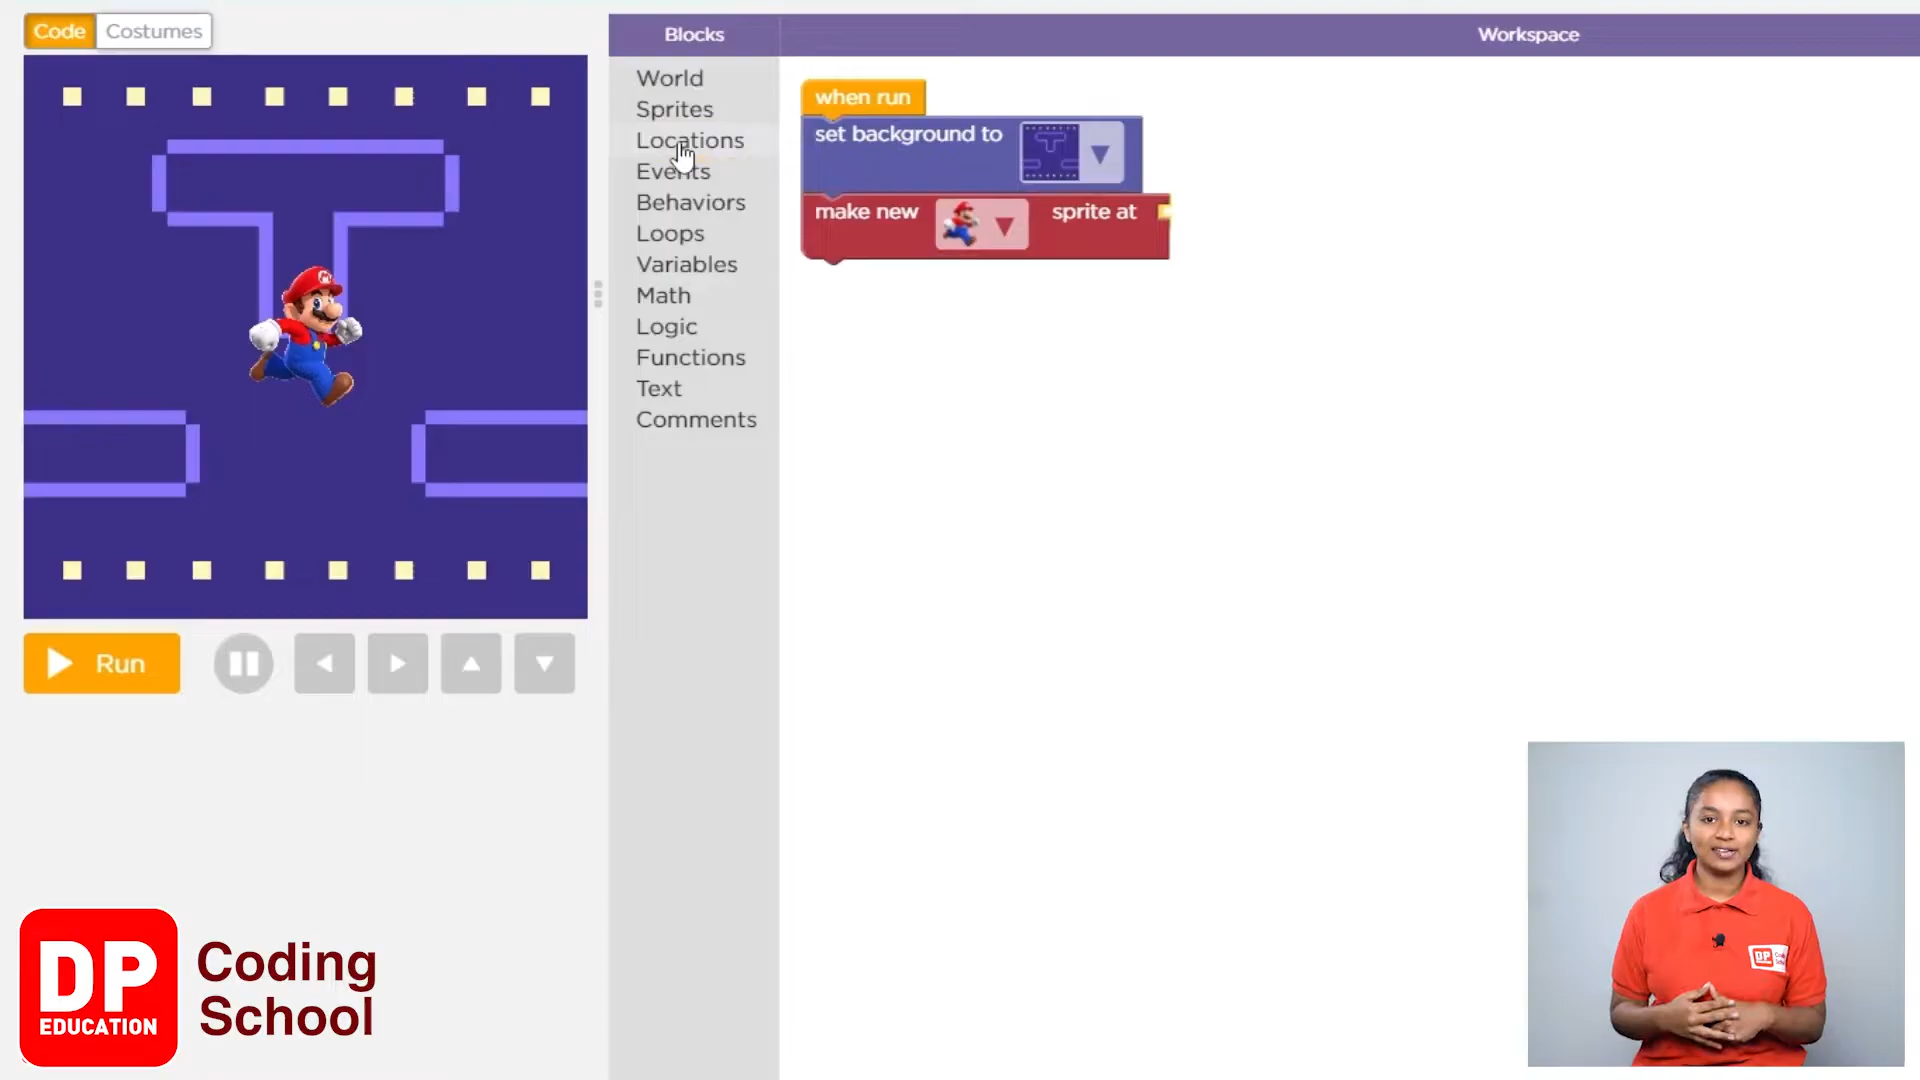 Code
Costumes
Blocks
Workspace
World
Sprites
Locations
Events
Behaviors
Loops
Variables
Math
Logic
Functions
Text
Comments
when run
set background to
make new
sprite at
Run
DP
EDUCATION
Coding
School
DP